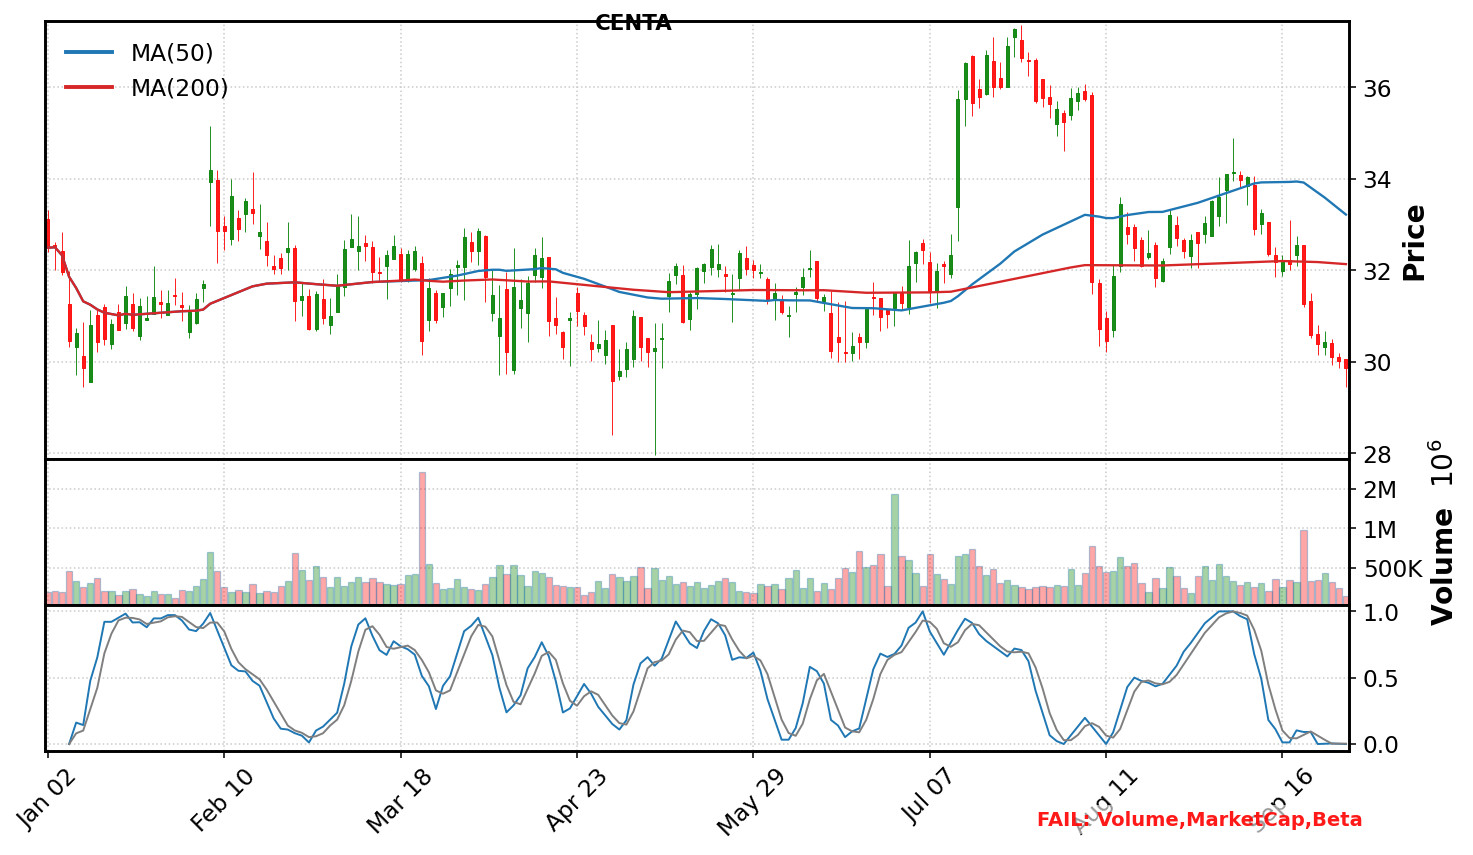 CENTA
MA(50)
MA(200)
36
34
32
30
28
Price
10^6
2M
1M
500K
Volume
1.0
0.5
0.0
Jan 02
Feb 10
Mar 18
Apr 23
May 29
Jul 07
Aug 11
Sep 16
FAIL: Volume,MarketCap,Beta